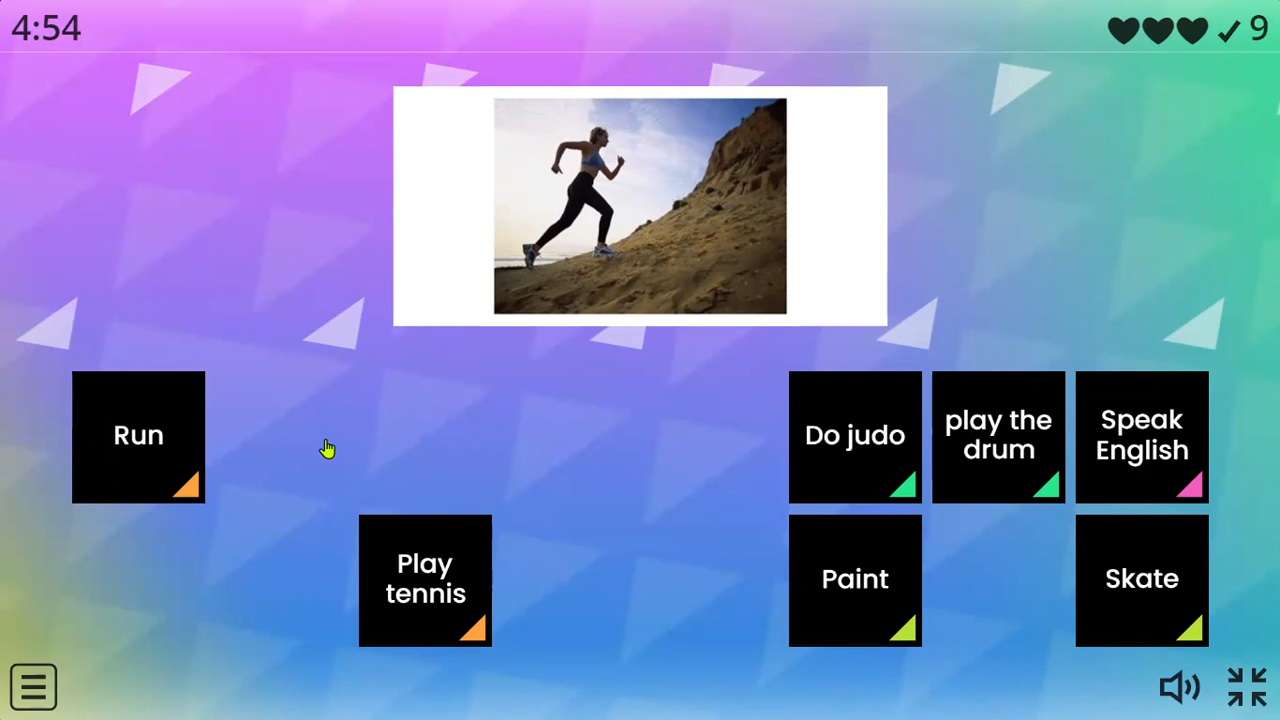 4:54
9
Run
Do judo
play the
drum
Speak
English
Play
tennis
Paint
Skate